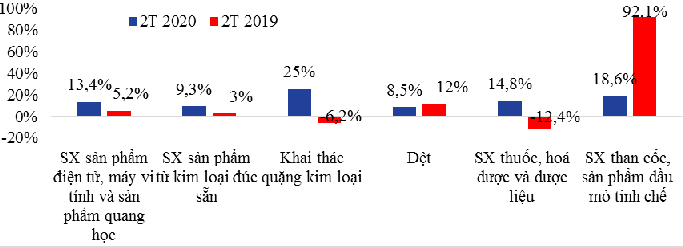 100%
80%
60%
40%
20%
0%
-20%
2T 2020
2T 2019
13,4%
5,2%
9,3%
3%
25%
-6,2%
8,5%
12%
14,8%
-12,4%
18,6%
92,1%
SX sản phẩm
điện tử, máy vi
tính và sản
phẩm quang
học
SX sản phẩm
từ kim loại đúc
sẵn
Khai thác
quặng kim loại
Dệt
SX thuốc, hoá
dược và dược
liệu
SX than cốc,
sản phẩm dầu
mỏ tinh chế